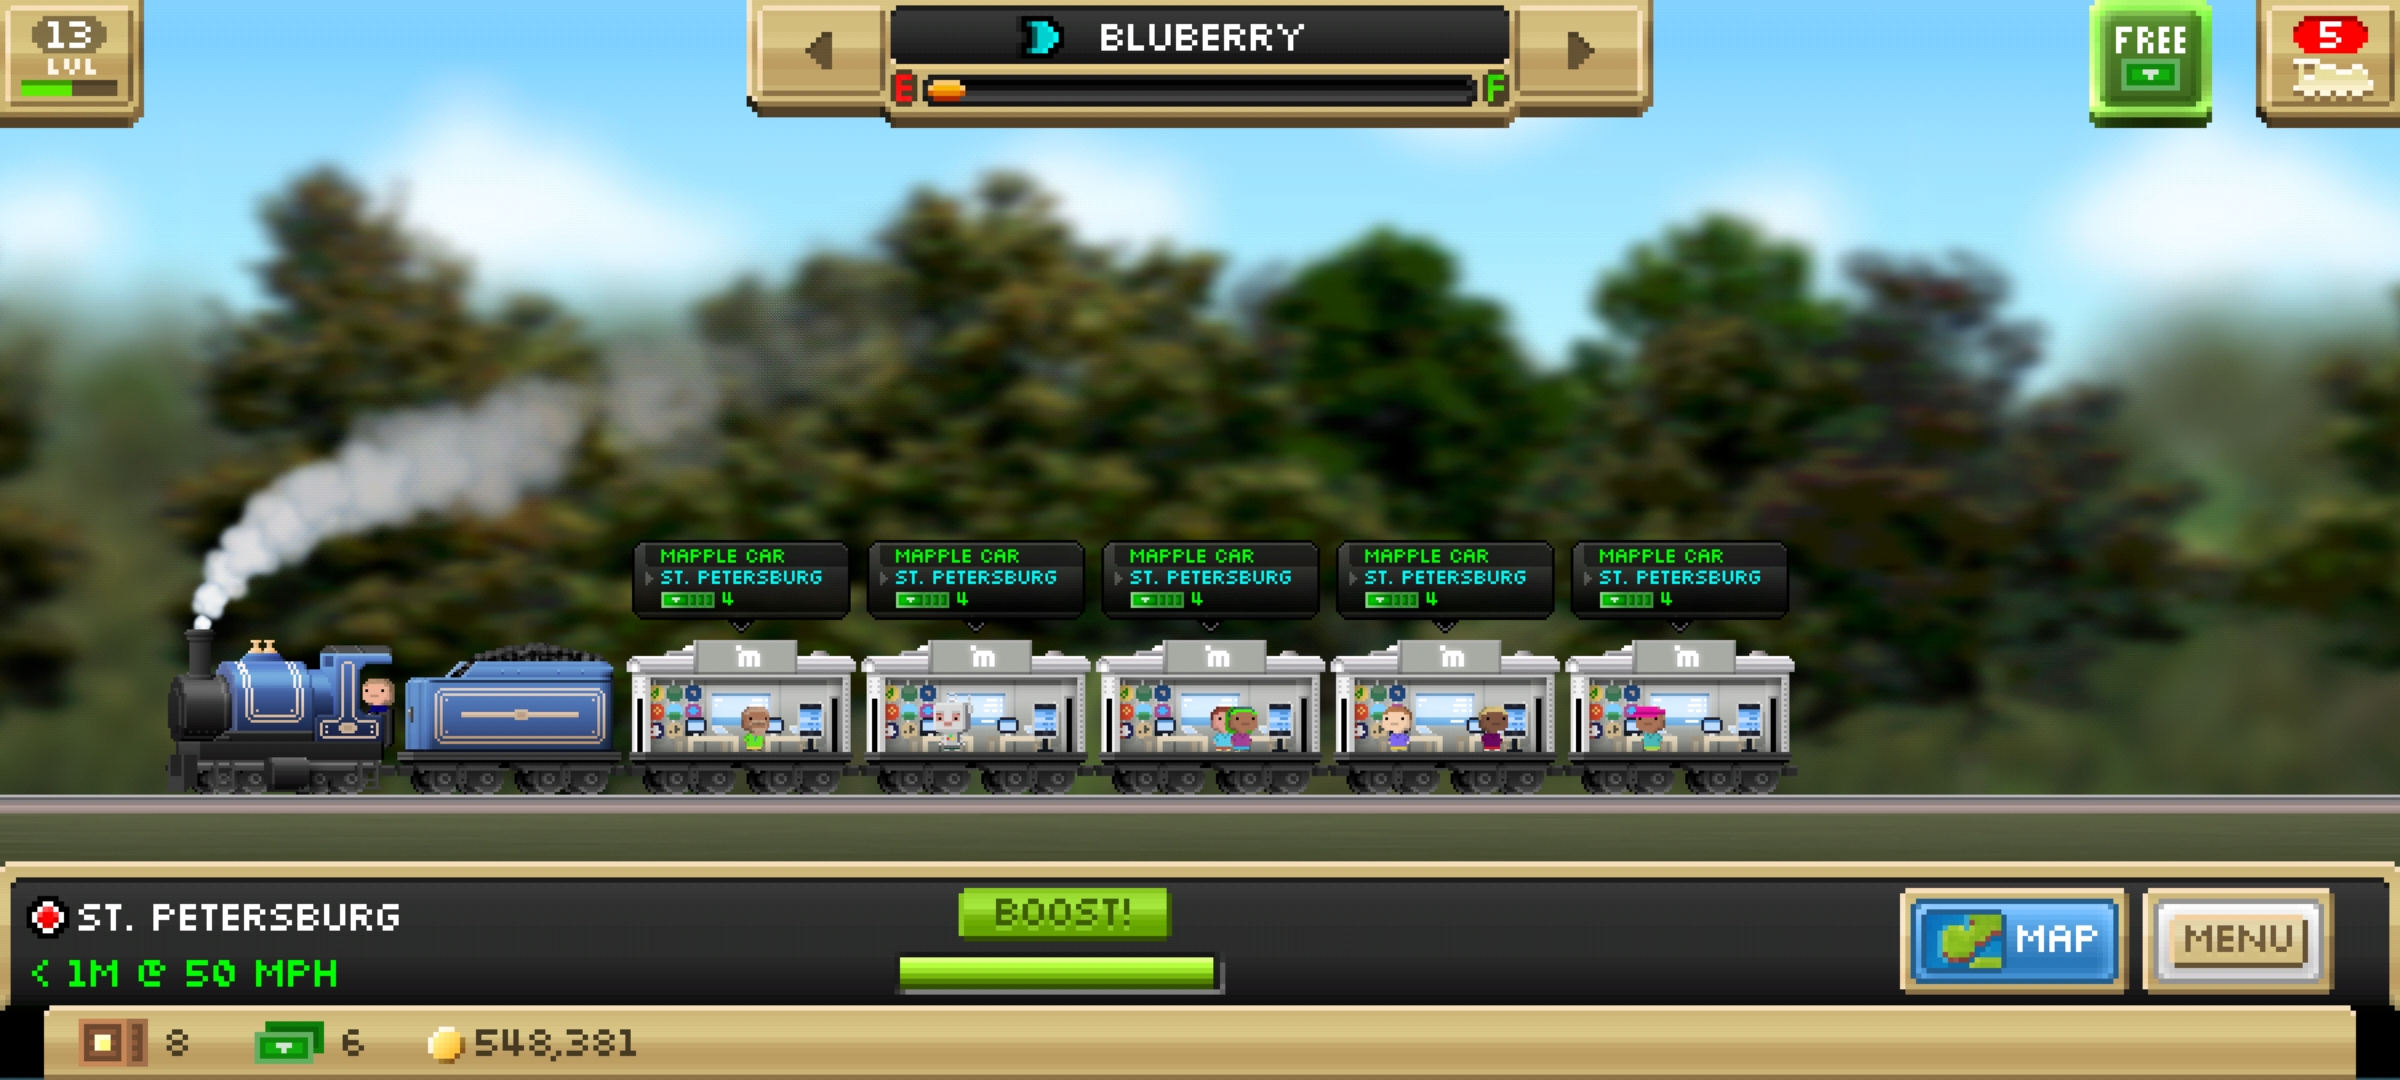 13
LVL
BLUBERRY
E F
FREE
5
MAPPLE CAR
ST. PETERSBURG
4
MAPPLE CAR
ST. PETERSBURG
4
MAPPLE CAR
ST. PETERSBURG
4
MAPPLE CAR
ST. PETERSBURG
4
MAPPLE CAR
ST. PETERSBURG
4
m
m
m
m
m
ST. PETERSBURG
< 1M @ 50 MPH
BOOST!
MAP
MENU
8
6
548,381